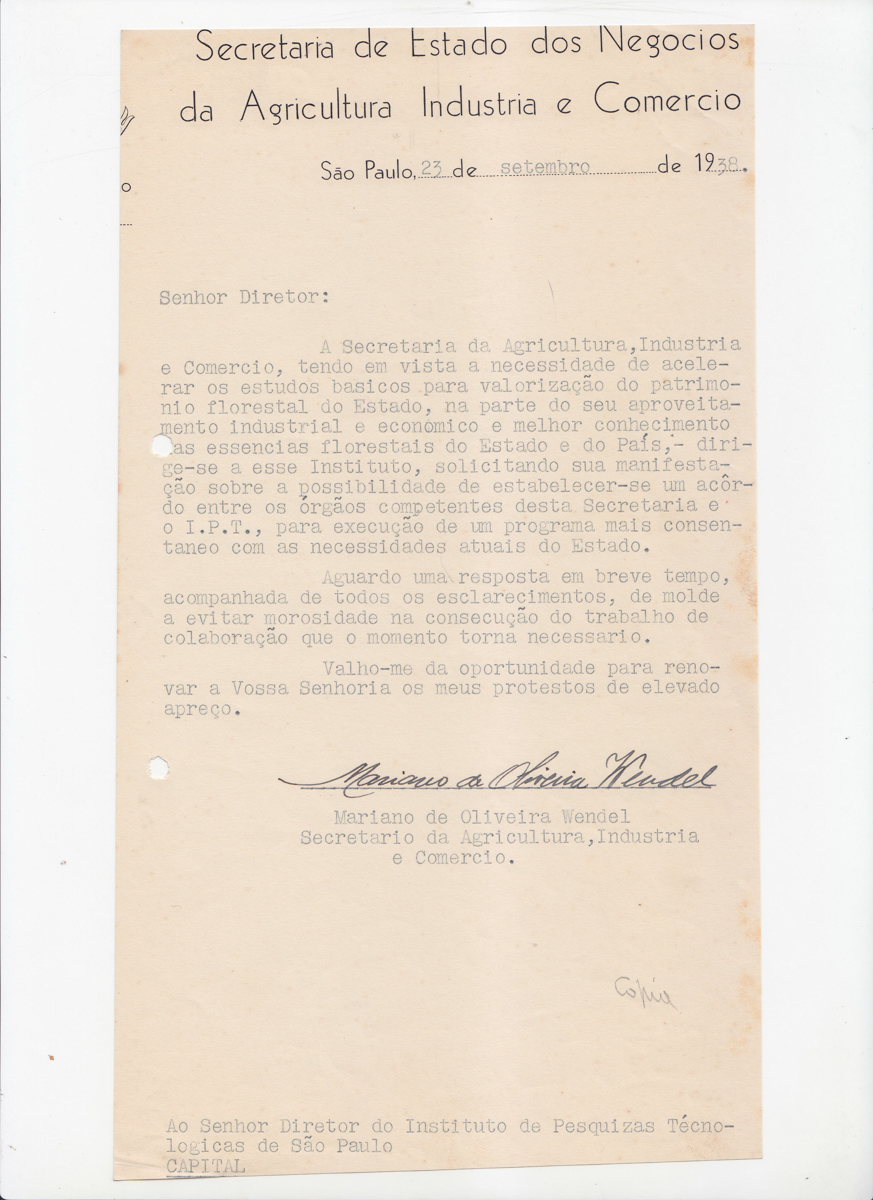 Secretaria de Estado dos Negocios
da Agricultura Industria e Comercio
São Paulo, 23 de setembro de 1938.
o
Senhor Diretor:
A Secretaria da Agricultura,Industria
e Comercio, tendo em vista a necessidade de acele-
rar os estudos basicos para valorização do patrimo-
nio florestal do Estado, na parte do seu aproveita-
mento industrial e econômico e melhor conhecimento
as essencias florestais do Estado e do País,- diri-
ge-se a esse Instituto, solicitando sua manifesta-
ção sobre a possibilidade de estabelecer-se um acôr-
do entre os órgãos competentes desta Secretaria e
o I.P.T., para execução de um programa mais consen-
taneo com as necessidades atuais do Estado.
Aguardo uma resposta em breve tempo,
acompanhada de todos os esclarecimentos, de molde
a evitar morosidade na consecução do trabalho de
colaboração que o momento torna necessario.
Valho-me da oportunidade para reno-
var a Vossa Senhoria os meus protestos de elevado
apreço.
Mariano de Oliveira Wendel
Mariano de Oliveira Wendel
Secretario da Agricultura,Industria
e Comercio.
Copia
Ao Senhor Diretor do Instituto de Pesquizas Técno-
logicas de São Paulo
CAPITAL